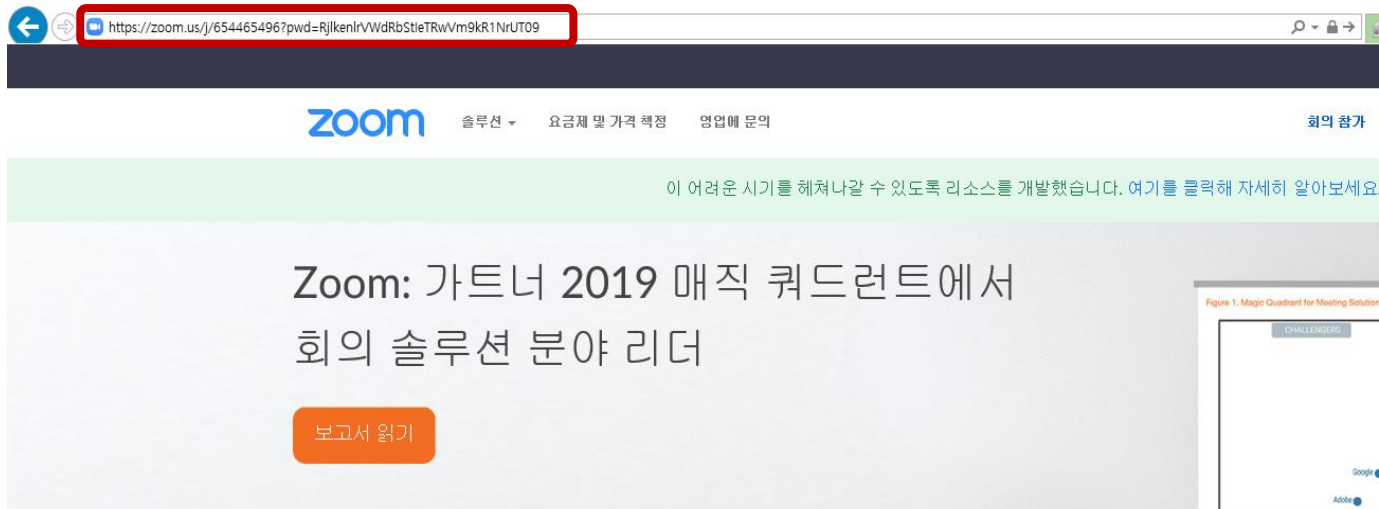 https://zoom.us/j/654465496?pwd=RjlkenlrVWdRbStleTRwVm9kR1NrUT09
zoom 솔루션 요금제 및 가격 책정 영업에 문의 회의 참가
이 어려운 시기를 헤쳐나갈 수 있도록 리소스를 개발했습니다. 여기를 클릭해 자세히 알아보세요.
Zoom: 가트너 2019 매직 쿼드런트에서
회의 솔루션 분야 리더
Figure 1. Magic Quadrant for Meeting Solution
CHALLENGERS
보고서 읽기
Google
Adobe